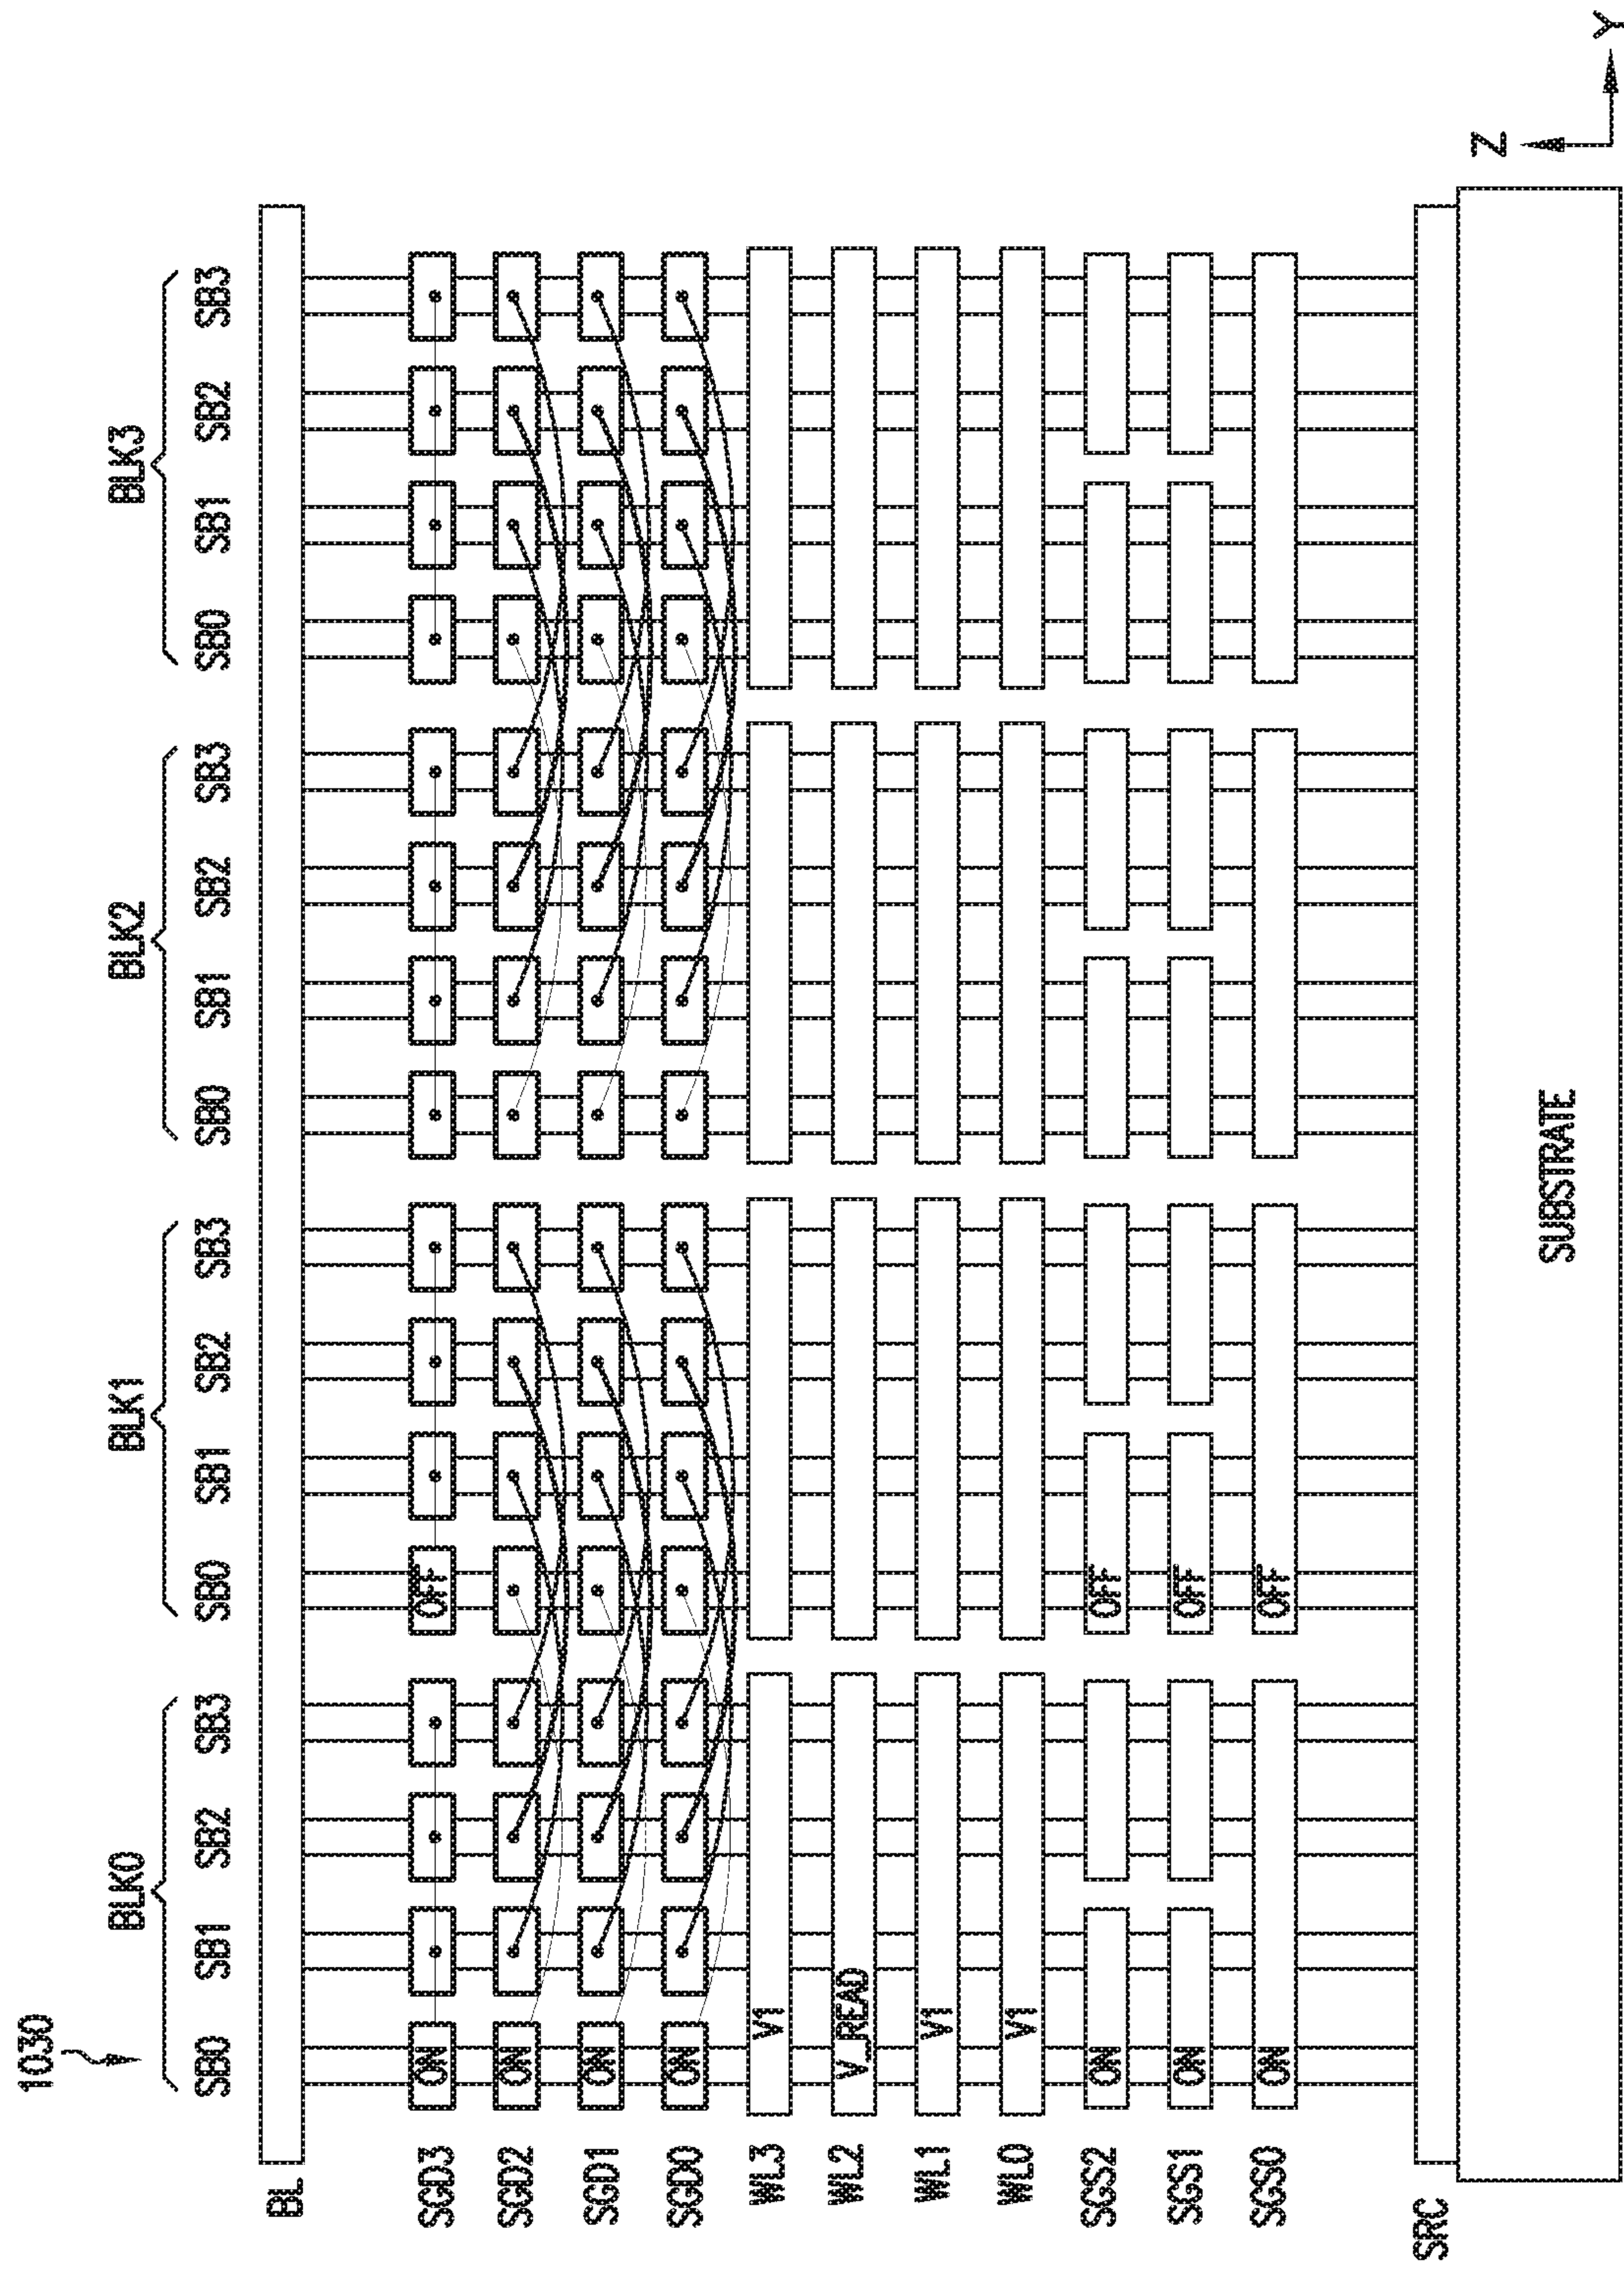 1030
BLK0 BLK1 BLK2 BLK3
SB0 SB1 SB2 SB3 SB0 SB1 SB2 SB3 SB0 SB1 SB2 SB3 SB0 SB1 SB2 SB3
BL
SGD3 ON OFF
SGD2 ON
SGD1 ON
SGD0 ON
WL3 V1
WL2 V_READ
WL1 V1
WL0 V1
SGS2 ON OFF
SGS1 ON OFF
SGS0 ON OFF
SRC
SUBSTRATE
Z
Y